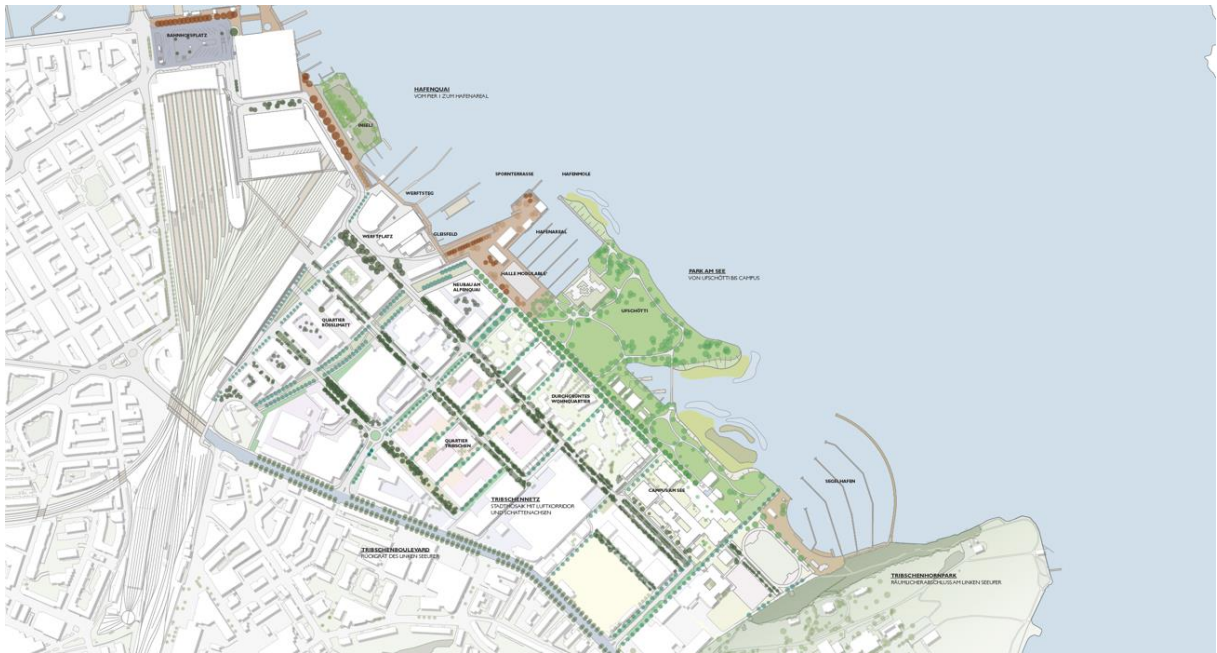 BAHNHOFPLATZ
HAFENQUAI
VOM PIER 1 ZUM HAFENAREAL
INSELI
SPORNTERRASSE
HAFENMOLE
WERFTSTEG
GLEISFELD
HAFENAREAL
WERFTPLATZ
HALLE MODULABLE
PARK AM SEE
VON UFSCHÖTTI BIS CAMPUS
NEUBAU AM
ALPENQUAI
UFSCHÖTTI
QUARTIER
RÖSSLIMATT
DURCHGRÜNTES
WOHNQUARTIER
QUARTIER
TRIBSCHEN
SEGELHAFEN
CAMPUS AM SEE
TRIBSCHENNETZ
STADTMOSAIK MIT LUFTKORRIDOR
UND SCHATTENACHSEN
TRIBSCHENBOULEVARD
RÜCKGRAT DES LINKEN SEEUFER
TRIBSCHENHORNPARK
RÄUMLICHER ABSCHLUSS AM LINKEN SEEUFER